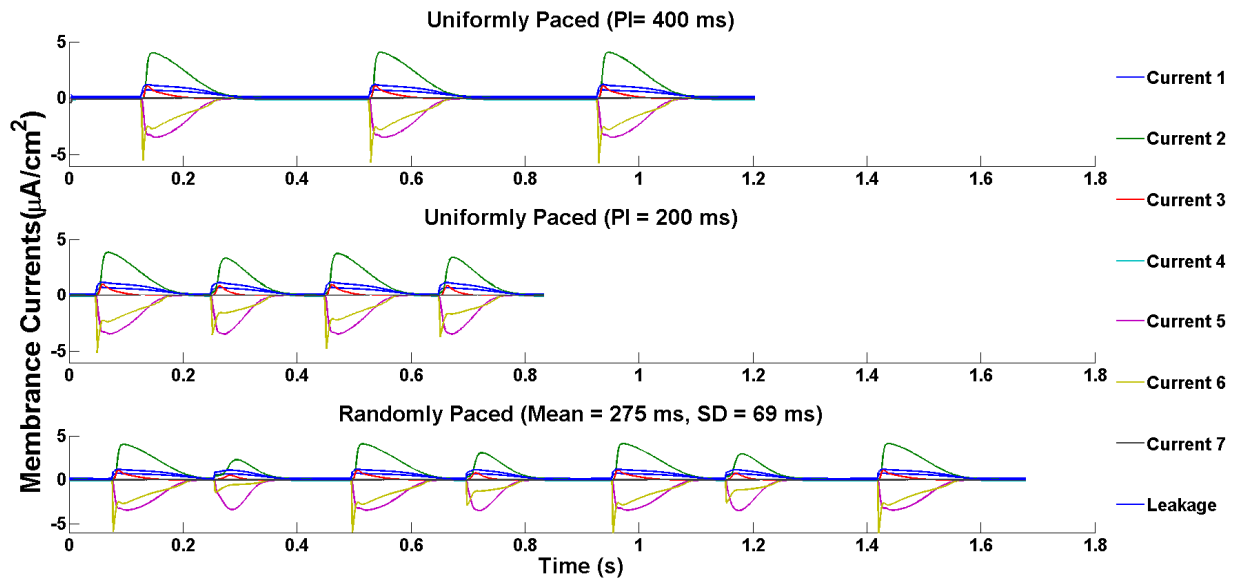 Uniformly Paced (PI= 400 ms)
5
0
-5
0 0.2 0.4 0.6 0.8 1 1.2 1.4 1.6 1.8
Uniformly Paced (PI = 200 ms)
5
0
-5
0 0.2 0.4 0.6 0.8 1 1.2 1.4 1.6 1.8
Randomly Paced (Mean = 275 ms, SD = 69 ms)
5
0
-5
0 0.2 0.4 0.6 0.8 1 1.2 1.4 1.6 1.8
Time (s)
Membrance Currents(μA/cm²)
Current 1
Current 2
Current 3
Current 4
Current 5
Current 6
Current 7
Leakage